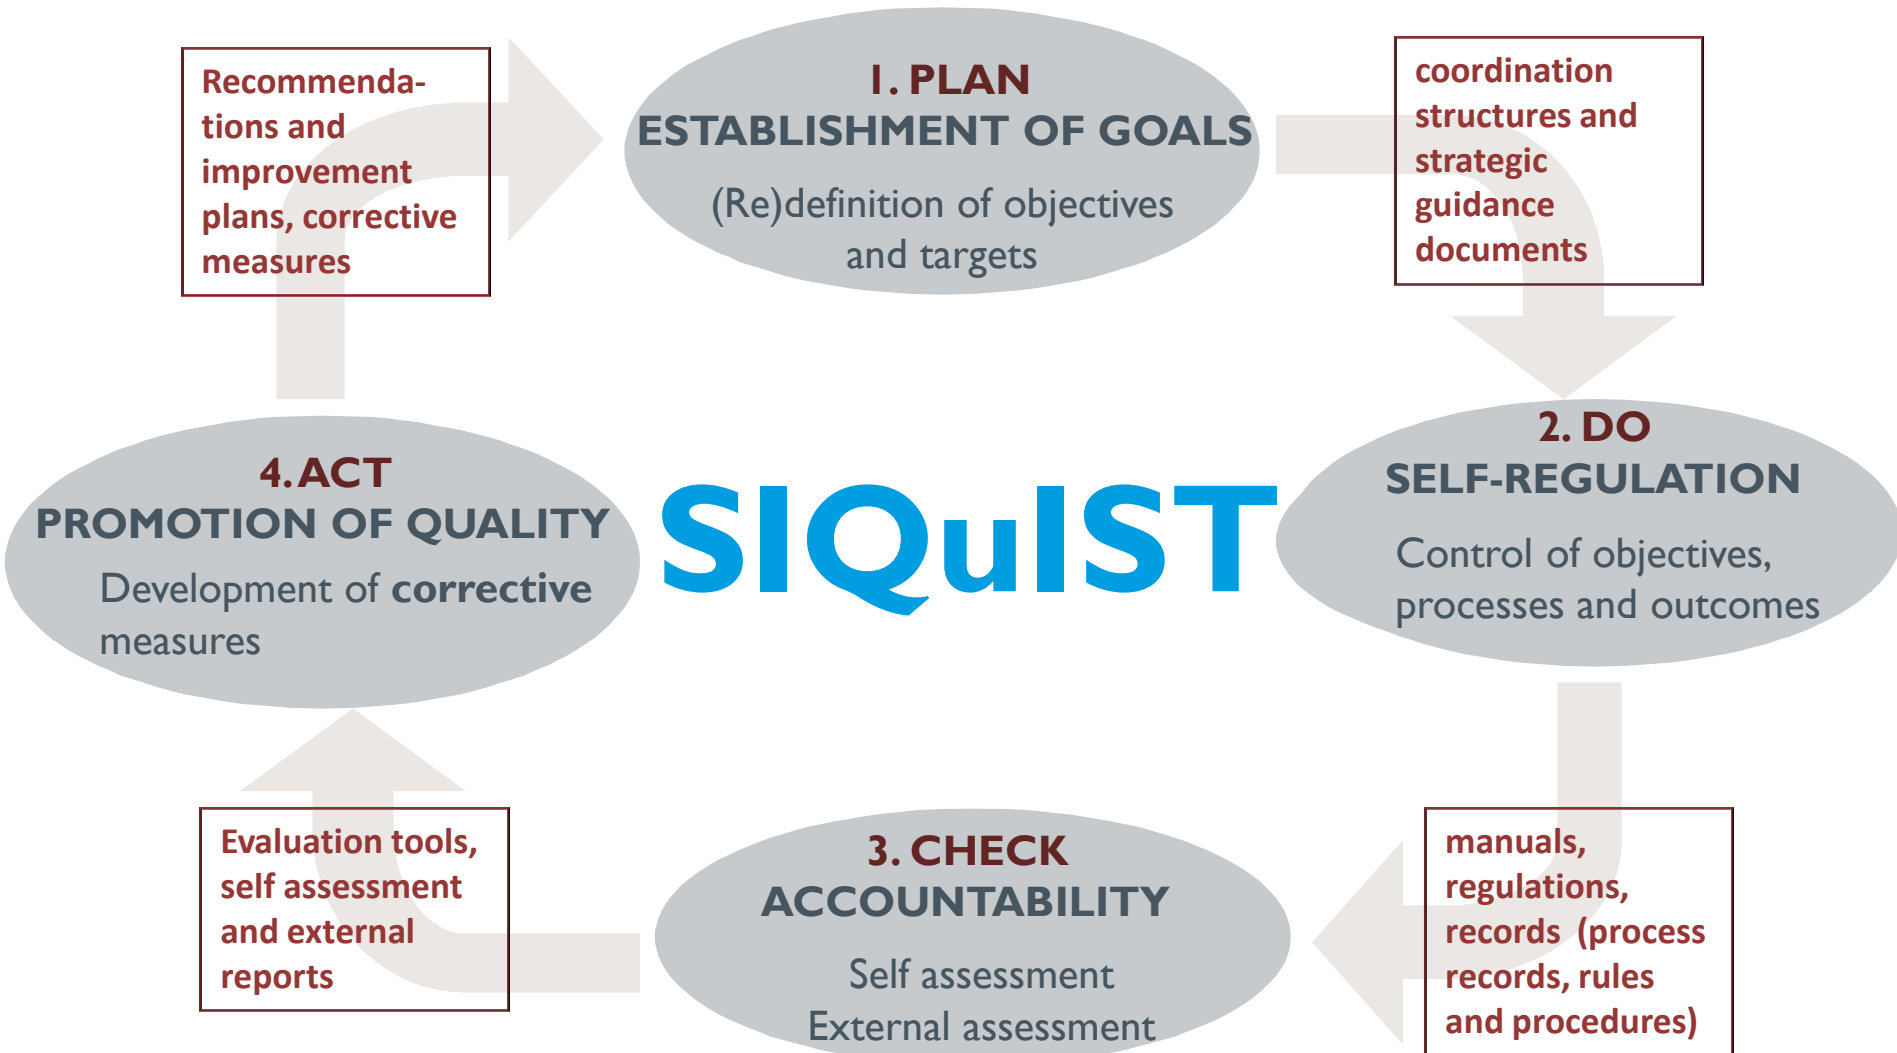 Recommenda-
tions and
improvement
plans, corrective
measures
1. PLAN
ESTABLISHMENT OF GOALS
(Re)definition of objectives
and targets
coordination
structures and
strategic
guidance
documents
4. ACT
PROMOTION OF QUALITY
Development of corrective
measures
SIQuIST
2. DO
SELF-REGULATION
Control of objectives,
processes and outcomes
Evaluation tools,
self assessment
and external
reports
3. CHECK
ACCOUNTABILITY
Self assessment
External assessment
manuals,
regulations,
records (process
records, rules
and procedures)